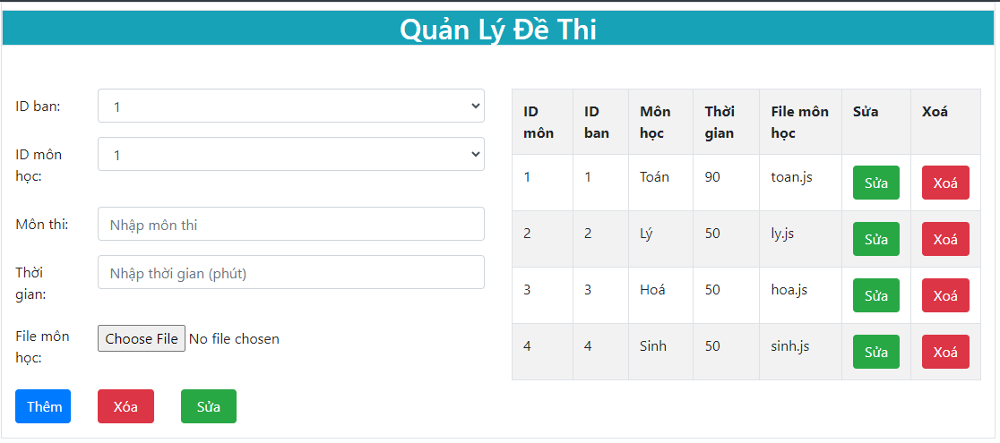 Quản Lý Đề Thi
ID ban:
1
ID môn
học:
1
Môn thi:
Nhập môn thi
Thời
gian:
Nhập thời gian (phút)
File môn
học:
Choose File No file chosen
Thêm Xóa Sửa
ID môn ID ban Môn học Thời gian File môn học Sửa Xoá
1 1 Toán 90 toan.js Sửa Xoá
2 2 Lý 50 ly.js Sửa Xoá
3 3 Hoá 50 hoa.js Sửa Xoá
4 4 Sinh 50 sinh.js Sửa Xoá